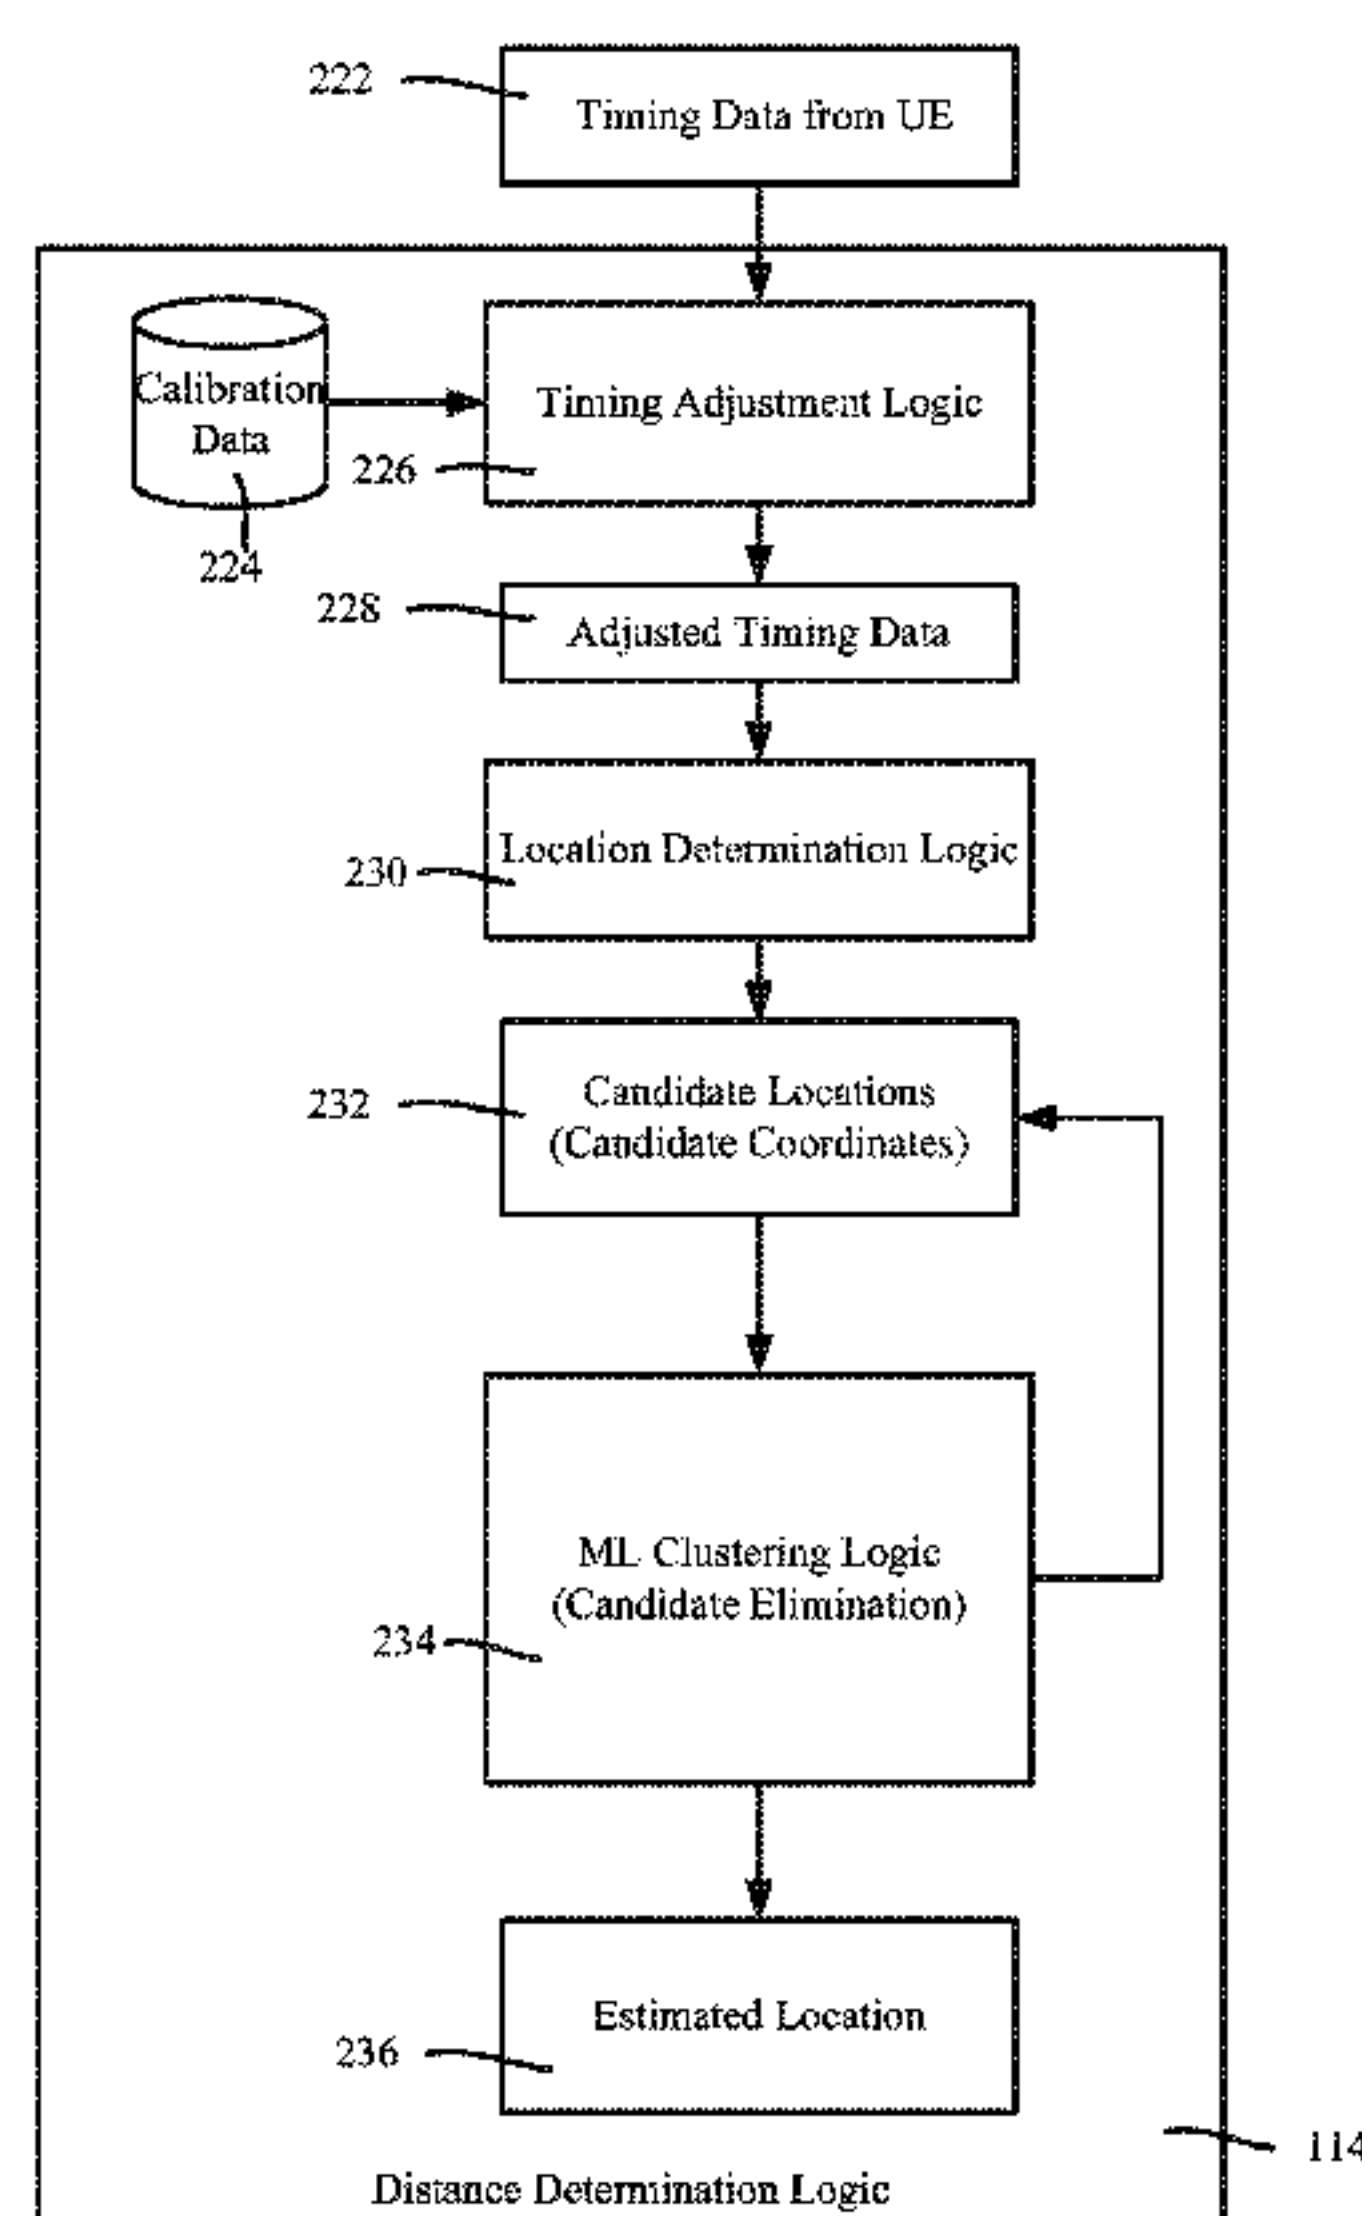 222
Timing Data from UE
Calibration
Data
224
Timing Adjustment Logic
226
228
Adjusted Timing Data
Location Determination Logic
230
232
Candidate Locations
(Candidate Coordinates)
ML Clustering Logic
(Candidate Elimination)
234
Estimated Location
236
114
Distance Determination Logic